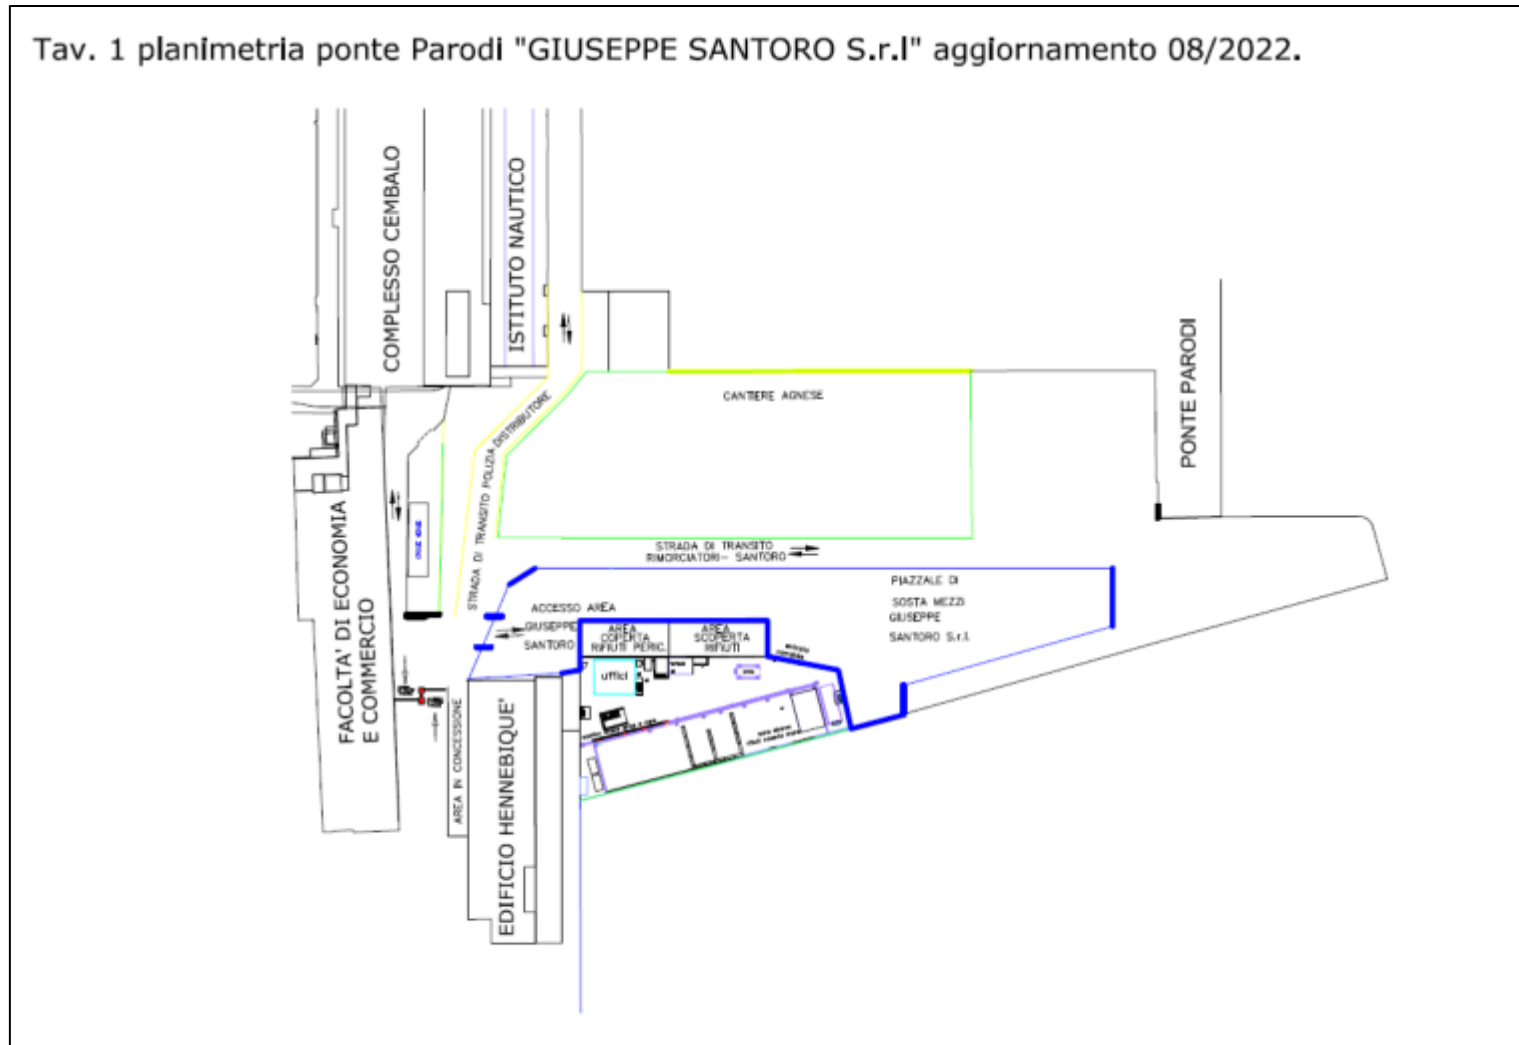 Tav. 1 planimetria ponte Parodi "GIUSEPPE SANTORO S.r.l" aggiornamento 08/2022.
COMPLESSO CEMBALO
ISTITUTO NAUTICO
CANTIERE AGNESE
PONTE PARODI
STRADA DI TRANSITO POLIZIA
DISTRIBUTORE
FACOLTA' DI ECONOMIA
E COMMERCIO
STRADA DI TRANSITO
RIMORCIATORI- SANTORO
PIAZZALE DI
SOSTA MEZZI
GIUSEPPE
SANTORO S.r.l.
ACCESSO AREA
GIUSEPPE
SANTORO
AREA
COPERTA
RIFIUTI PERIC.
AREA
SCOPERTA
RIFIUTI
uffici
AREA IN CONCESSIONE
EDIFICIO HENNEBIQUE'